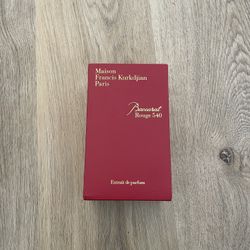 Maison
Francis Kurkdjian
Paris
Baccarat
Rouge 540
Extrait de parfum